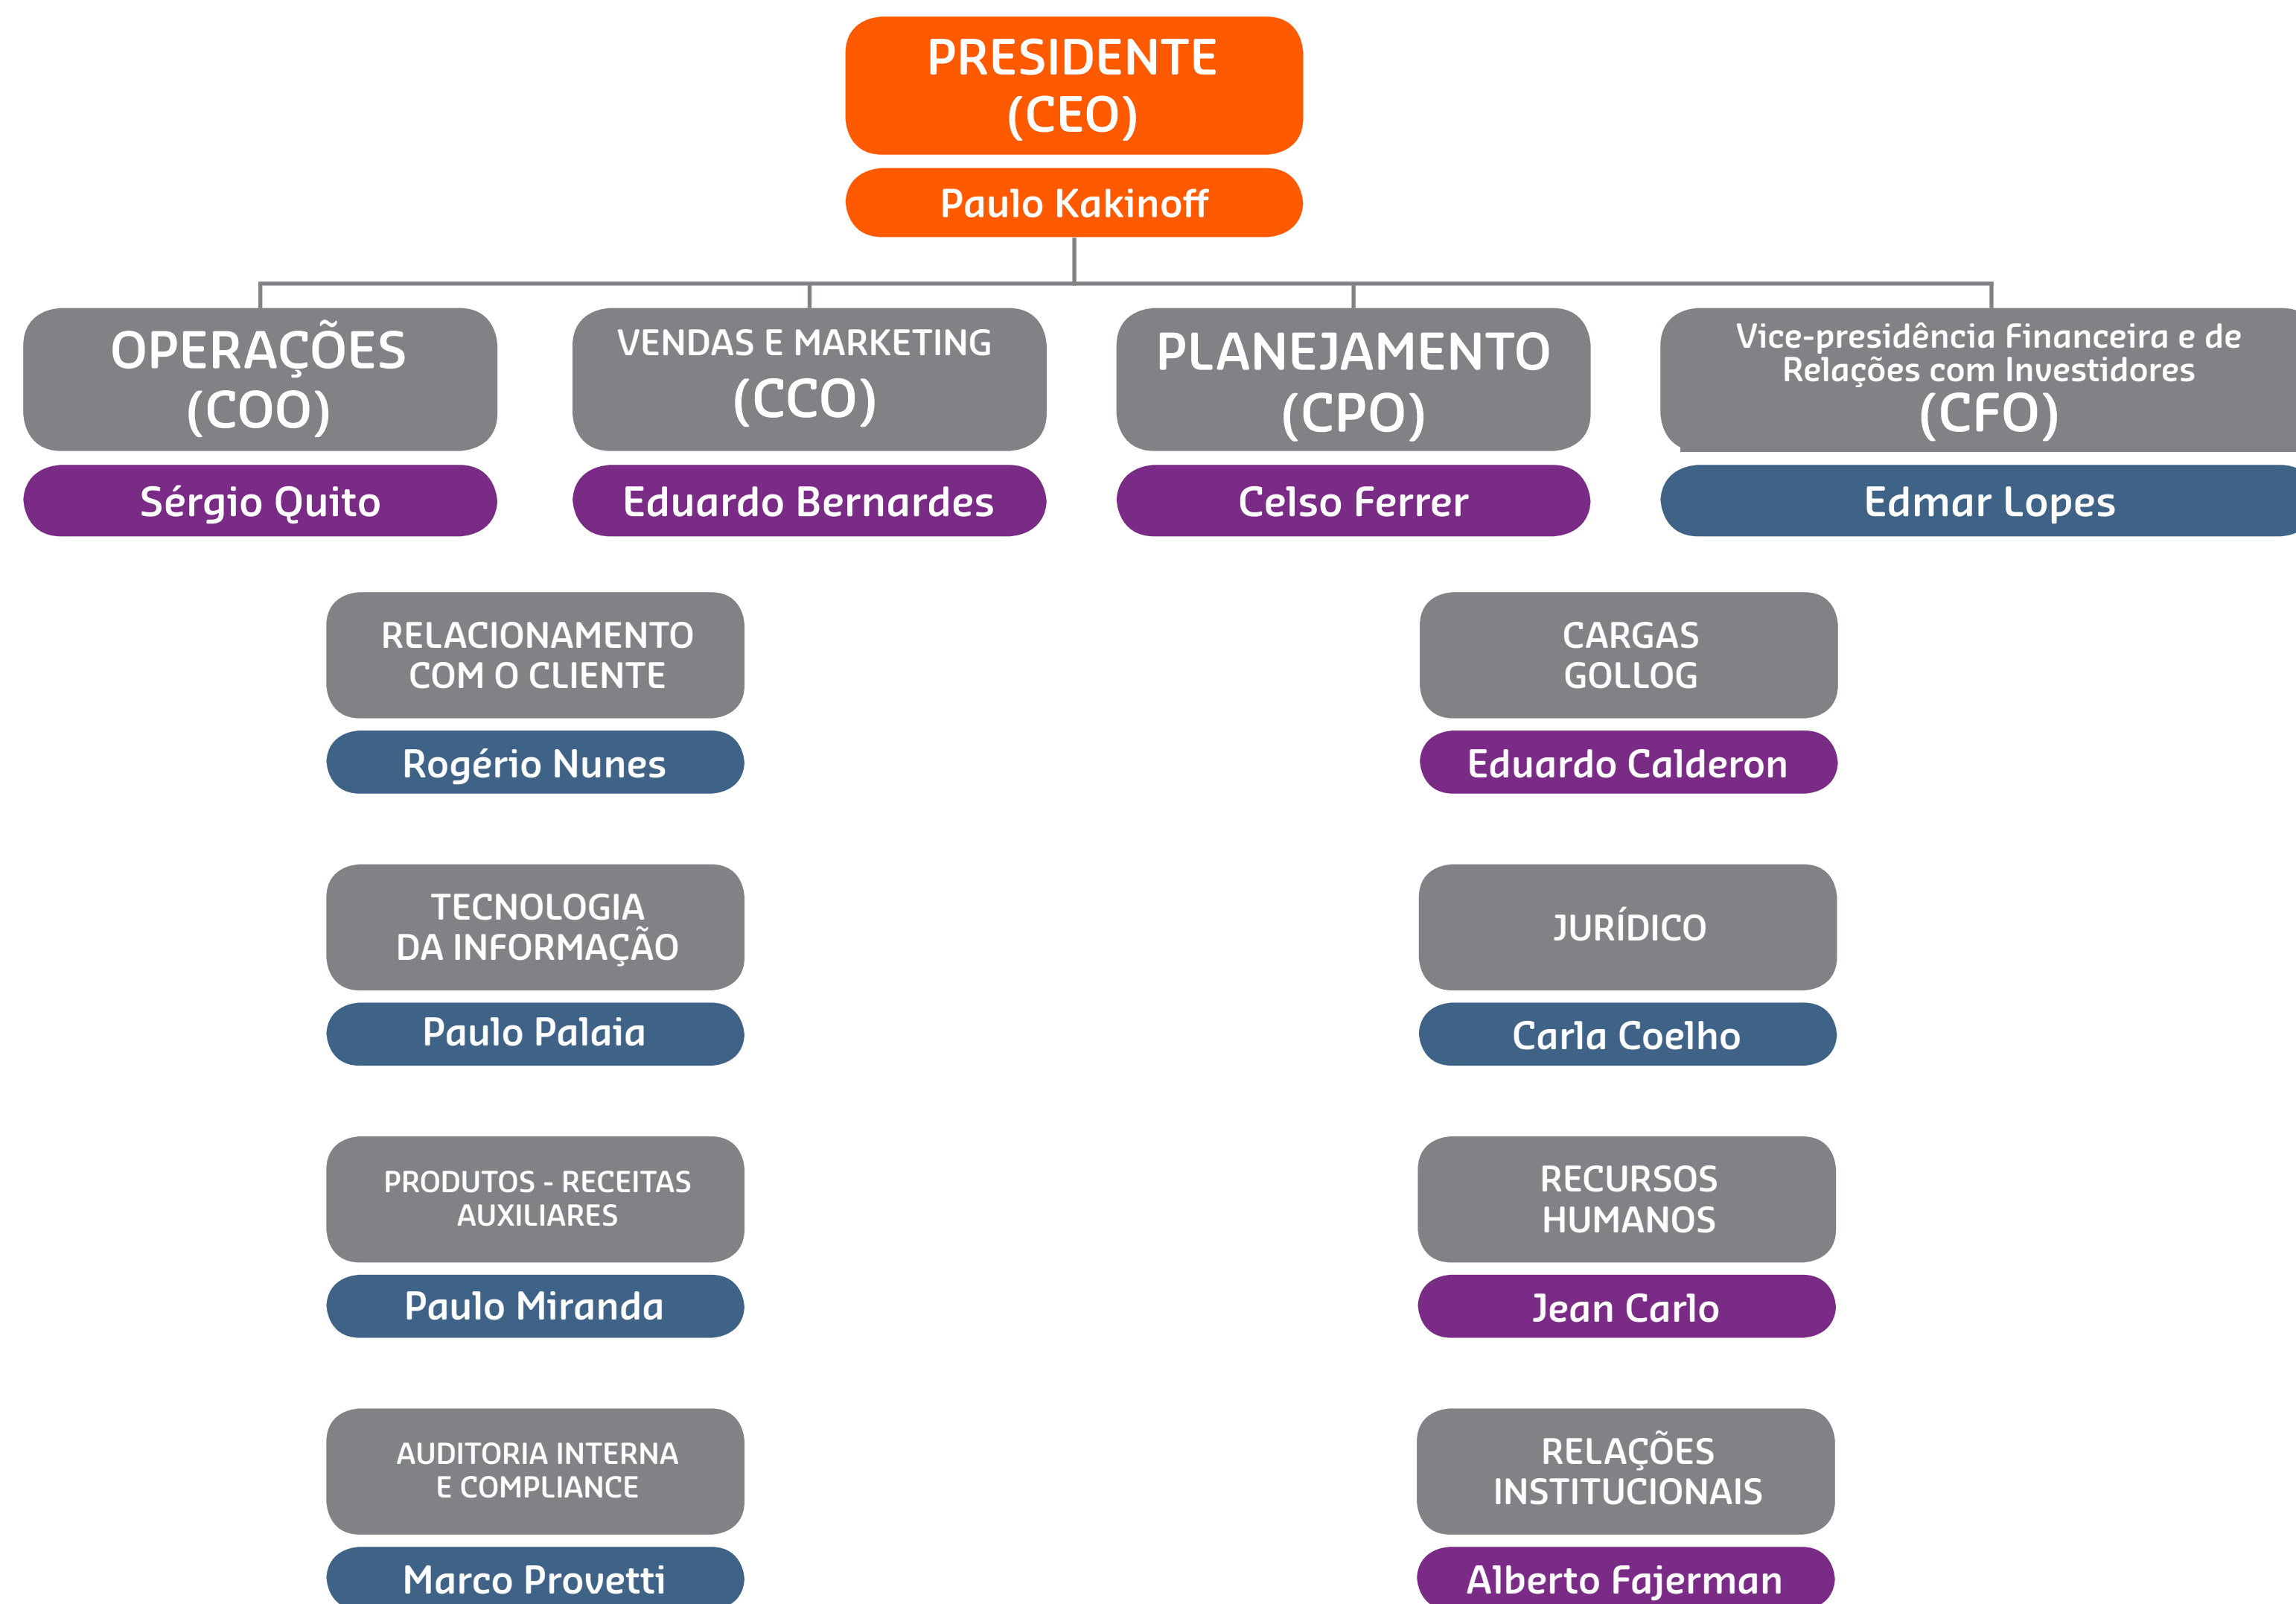 PRESIDENTE
(CEO)
Paulo Kakinoff
OPERAÇÕES
(COO)
Sérgio Quito
VENDAS E MARKETING
(CCO)
Eduardo Bernardes
PLANEJAMENTO
(CPO)
Celso Ferrer
Vice-presidência Financeira e de
Relações com Investidores
(CFO)
Edmar Lopes
RELACIONAMENTO
COM O CLIENTE
Rogério Nunes
CARGAS
GOLLOG
Eduardo Calderon
TECNOLOGIA
DA INFORMAÇÃO
Paulo Palaia
JURÍDICO
Carla Coelho
PRODUTOS - RECEITAS
AUXILIARES
Paulo Miranda
RECURSOS
HUMANOS
Jean Carlo
AUDITORIA INTERNA
E COMPLIANCE
Marco Provetti
RELAÇÕES
INSTITUCIONAIS
Alberto Fajerman